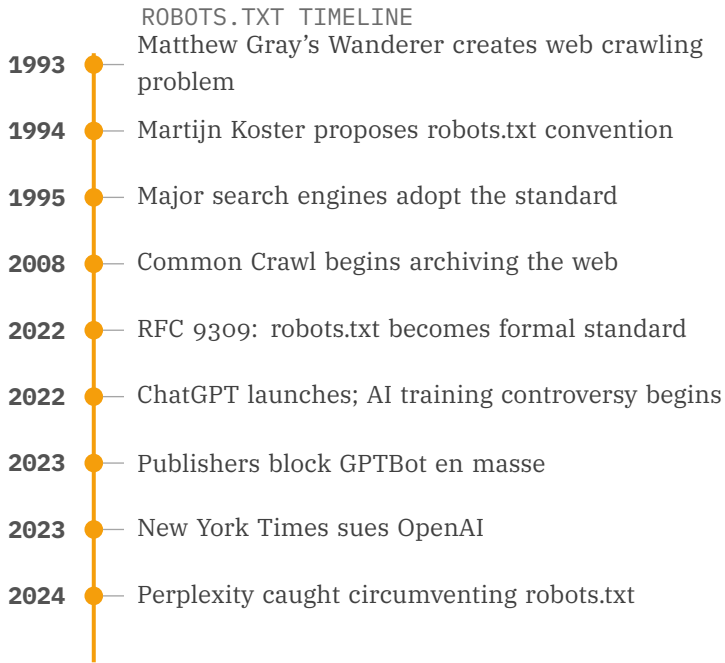 ROBOTS.TXT TIMELINE
1993 Matthew Gray’s Wanderer creates web crawling
problem
1994 Martijn Koster proposes robots.txt convention
1995 Major search engines adopt the standard
2008 Common Crawl begins archiving the web
2022 RFC 9309: robots.txt becomes formal standard
2022 ChatGPT launches; AI training controversy begins
2023 Publishers block GPTBot en masse
2023 New York Times sues OpenAI
2024 Perplexity caught circumventing robots.txt